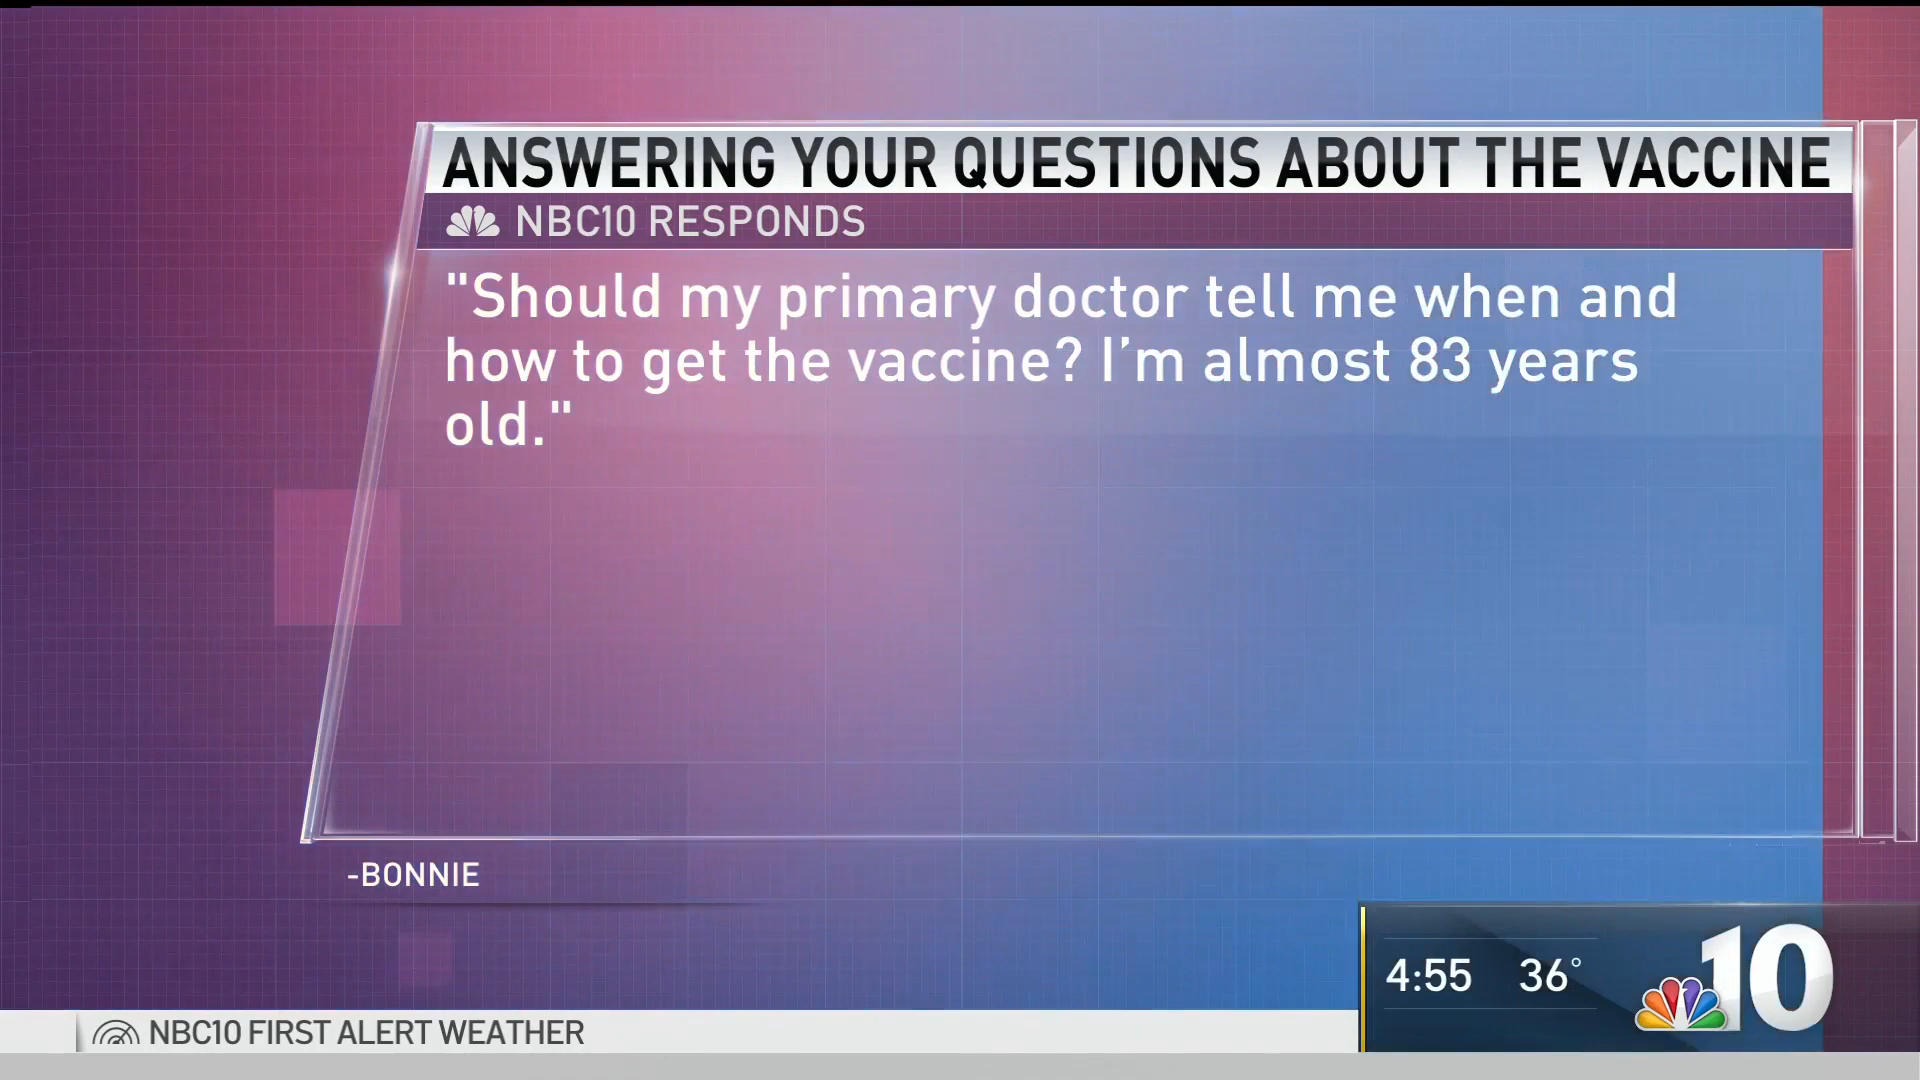 ANSWERING YOUR QUESTIONS ABOUT THE VACCINE
NBC10 RESPONDS
"Should my primary doctor tell me when and
how to get the vaccine? I’m almost 83 years
old."
-BONNIE
4:55 36°
10
NBC10 FIRST ALERT WEATHER